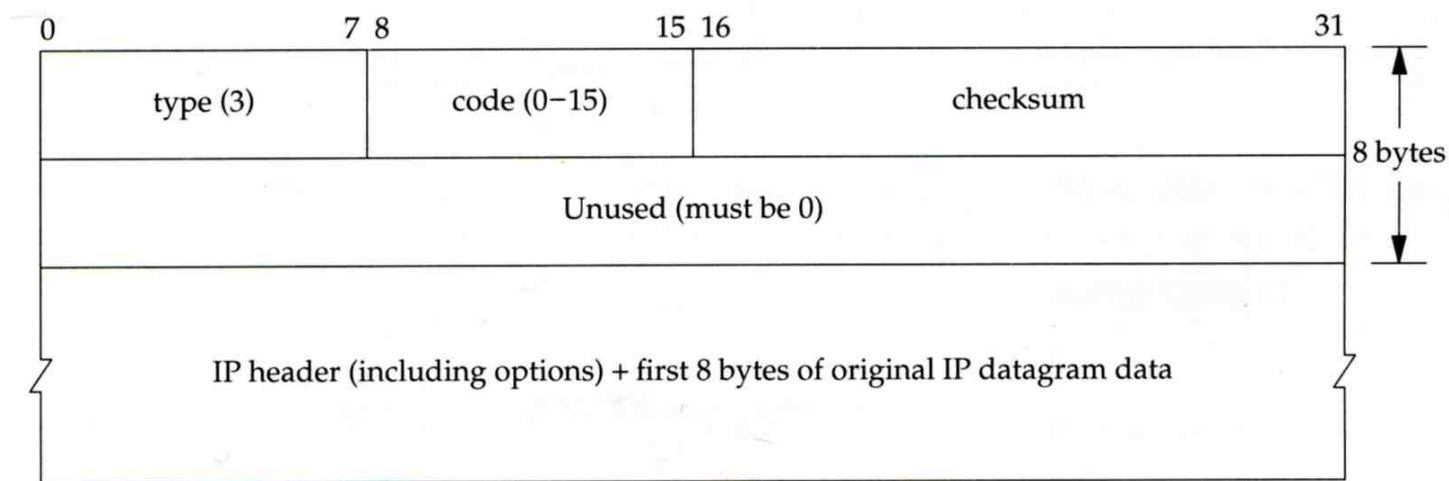 0 7 8 15 16 31
type (3) code (0−15) checksum
8 bytes
Unused (must be 0)
IP header (including options) + first 8 bytes of original IP datagram data